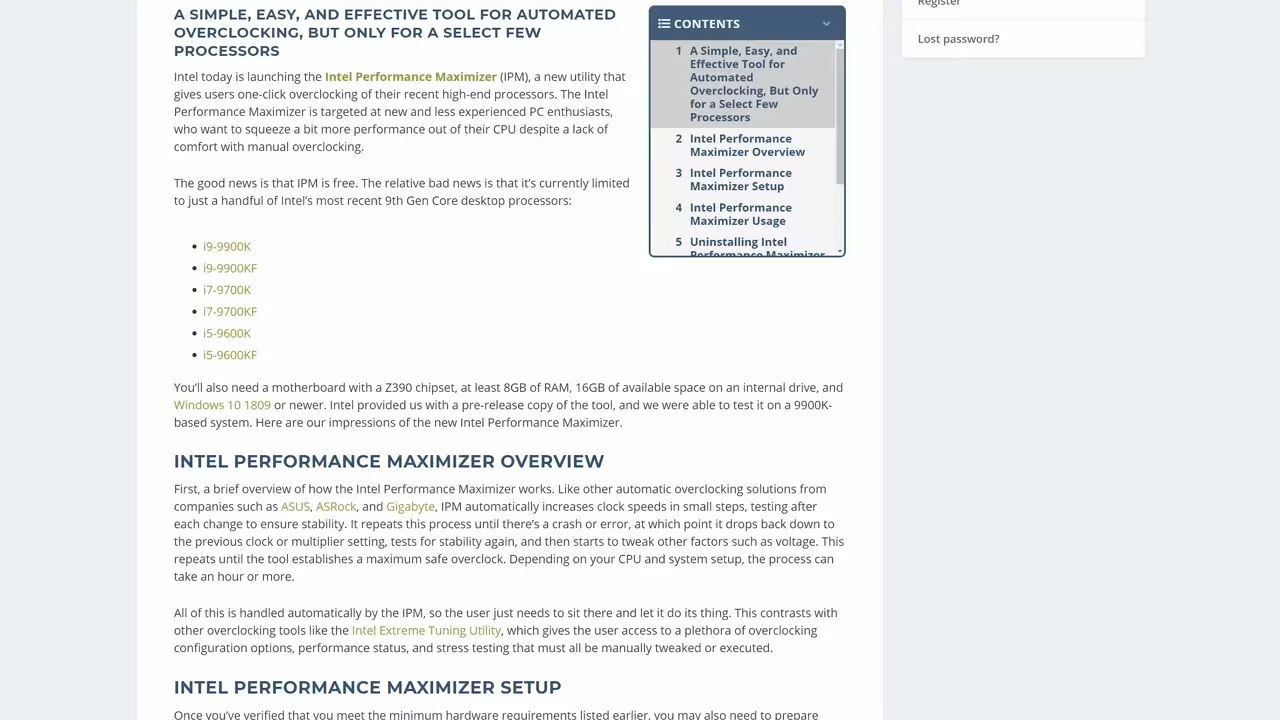 A SIMPLE, EASY, AND EFFECTIVE TOOL FOR AUTOMATED
OVERCLOCKING, BUT ONLY FOR A SELECT FEW
PROCESSORS
Intel today is launching the Intel Performance Maximizer (IPM), a new utility that
gives users one-click overclocking of their recent high-end processors. The Intel
Performance Maximizer is targeted at new and less experienced PC enthusiasts,
who want to squeeze a bit more performance out of their CPU despite a lack of
comfort with manual overclocking.
The good news is that IPM is free. The relative bad news is that it’s currently limited
to just a handful of Intel’s most recent 9th Gen Core desktop processors:
CONTENTS
1 A Simple, Easy, and
Effective Tool for
Automated
Overclocking, But Only
for a Select Few
Processors
2 Intel Performance
Maximizer Overview
3 Intel Performance
Maximizer Setup
4 Intel Performance
Maximizer Usage
5 Uninstalling Intel
Performance Maximizer
Register
Lost password?
• i9-9900K
• i9-9900KF
• i7-9700K
• i7-9700KF
• i5-9600K
• i5-9600KF
You’ll also need a motherboard with a Z390 chipset, at least 8GB of RAM, 16GB of available space on an internal drive, and
Windows 10 1809 or newer. Intel provided us with a pre-release copy of the tool, and we were able to test it on a 9900K-
based system. Here are our impressions of the new Intel Performance Maximizer.
INTEL PERFORMANCE MAXIMIZER OVERVIEW
First, a brief overview of how the Intel Performance Maximizer works. Like other automatic overclocking solutions from
companies such as ASUS, ASRock, and Gigabyte, IPM automatically increases clock speeds in small steps, testing after
each change to ensure stability. It repeats this process until there’s a crash or error, at which point it drops back down to
the previous clock or multiplier setting, tests for stability again, and then starts to tweak other factors such as voltage. This
repeats until the tool establishes a maximum safe overclock. Depending on your CPU and system setup, the process can
take an hour or more.
All of this is handled automatically by the IPM, so the user just needs to sit there and let it do its thing. This contrasts with
other overclocking tools like the Intel Extreme Tuning Utility, which gives the user access to a plethora of overclocking
configuration options, performance status, and stress testing that must all be manually tweaked or executed.
INTEL PERFORMANCE MAXIMIZER SETUP
Once you’ve verified that you meet the minimum hardware requirements listed earlier, you may also need to prepare